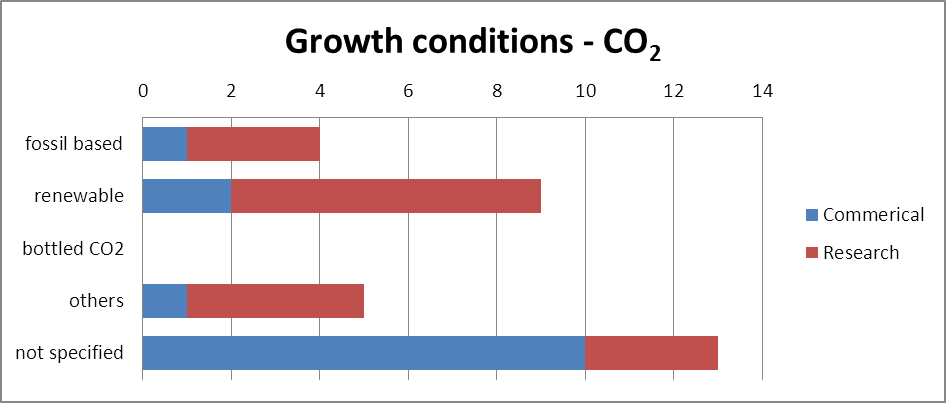 Growth conditions - CO₂
0 2 4 6 8 10 12 14
fossil based
renewable
bottled CO2
others
not specified
Commerical
Research